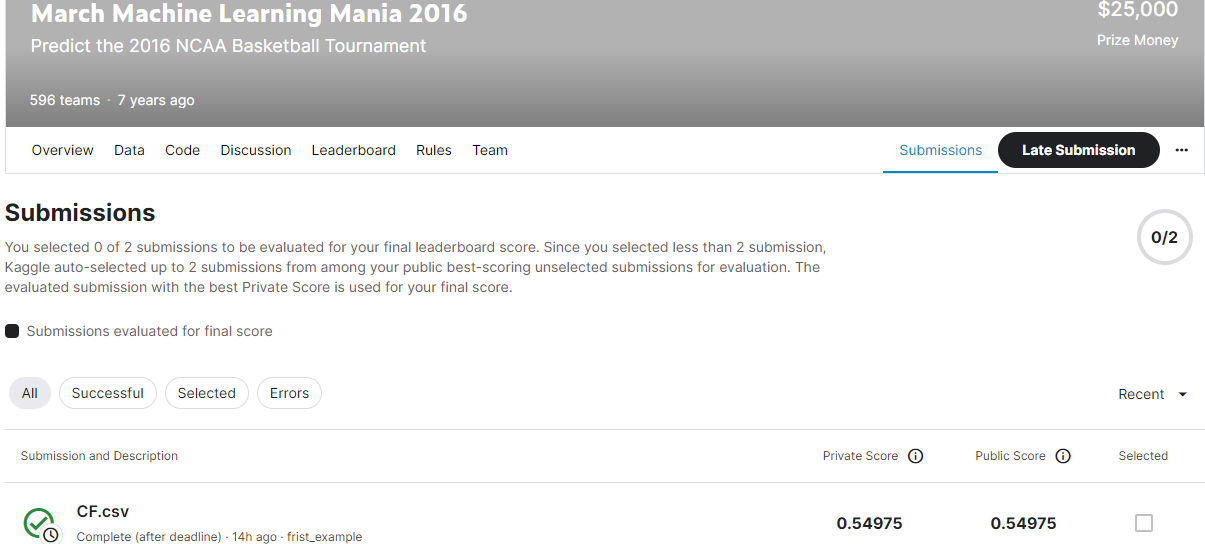 March Machine Learning Mania 2016
$25,000
Predict the 2016 NCAA Basketball Tournament
Prize Money
596 teams · 7 years ago
Overview Data Code Discussion Leaderboard Rules Team Submissions Late Submission ···
Submissions
You selected 0 of 2 submissions to be evaluated for your final leaderboard score. Since you selected less than 2 submission,
Kaggle auto-selected up to 2 submissions from among your public best-scoring unselected submissions for evaluation. The
evaluated submission with the best Private Score is used for your final score.
0/2
Submissions evaluated for final score
All Successful Selected Errors Recent
Submission and Description Private Score Public Score Selected
CF.csv
Complete (after deadline) · 14h ago · frist_example
0.54975 0.54975